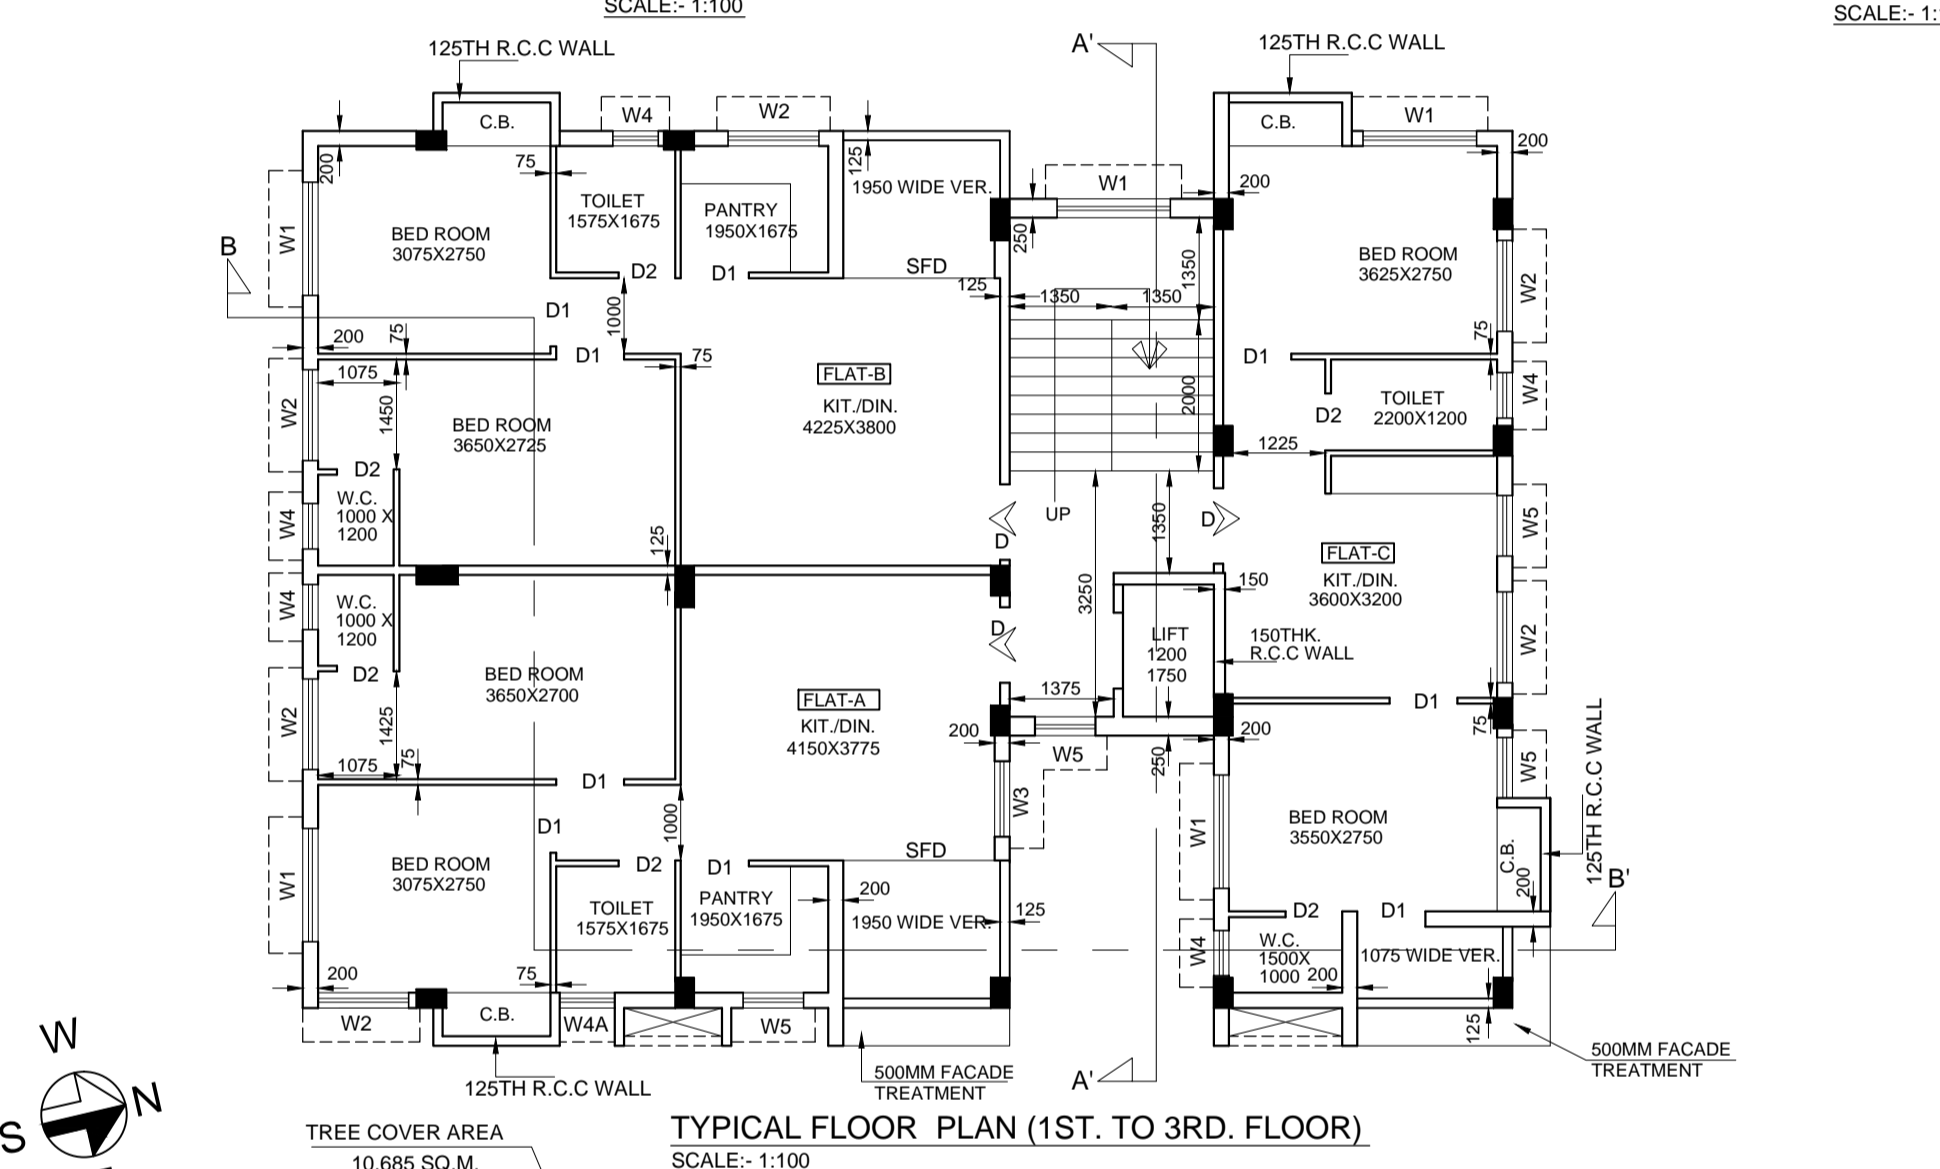 SCALE:- 1:100
SCALE:- 1:
125TH R.C.C WALL
A'
125TH R.C.C WALL
C.B.
W4
W2
C.B.
W1
200
75
125
200
TOILET
1575X1675
PANTRY
1950X1675
1950 WIDE VER.
W1
200
W1
BED ROOM
3075X2750
B
250
1350
BED ROOM
3625X2750
W2
D2
D1
SFD
125
1350
1350
D1
1000
200
75
D1
75
D1
75
1075
FLAT-B
KIT./DIN.
4225X3800
2000
W4
TOILET
2200X1200
D2
W2
1450
BED ROOM
3650X2725
1225
D2
W.C.
1000 X
1200
W4
125
UP
D
1350
D
W5
FLAT-C
KIT./DIN.
3600X3200
W4
W.C.
1000 X
1200
D2
3250
150
D
LIFT
1200
1750
150THK.
R.C.C WALL
W2
BED ROOM
3650X2700
W2
1425
FLAT-A
KIT./DIN.
4150X3775
1375
D1
75
200
200
W5
250
1075
75
D1
W3
W5
125TH R.C.C WALL
1000
D1
W1
BED ROOM
3550X2750
C.B.
200
B'
W1
BED ROOM
3075X2750
D2
D1
SFD
PANTRY
1950X1675
200
TOILET
1575X1675
1950 WIDE VER.
125
D2
D1
W4
W.C.
1500X
1000
200
1075 WIDE VER.
200
75
W2
C.B.
W4A
W5
125
500MM FACADE
TREATMENT
500MM FACADE
TREATMENT
125TH R.C.C WALL
A'
W
N
S
TYPICAL FLOOR PLAN (1ST. TO 3RD. FLOOR)
SCALE:- 1:100
TREE COVER AREA
10.685 SQ.M.